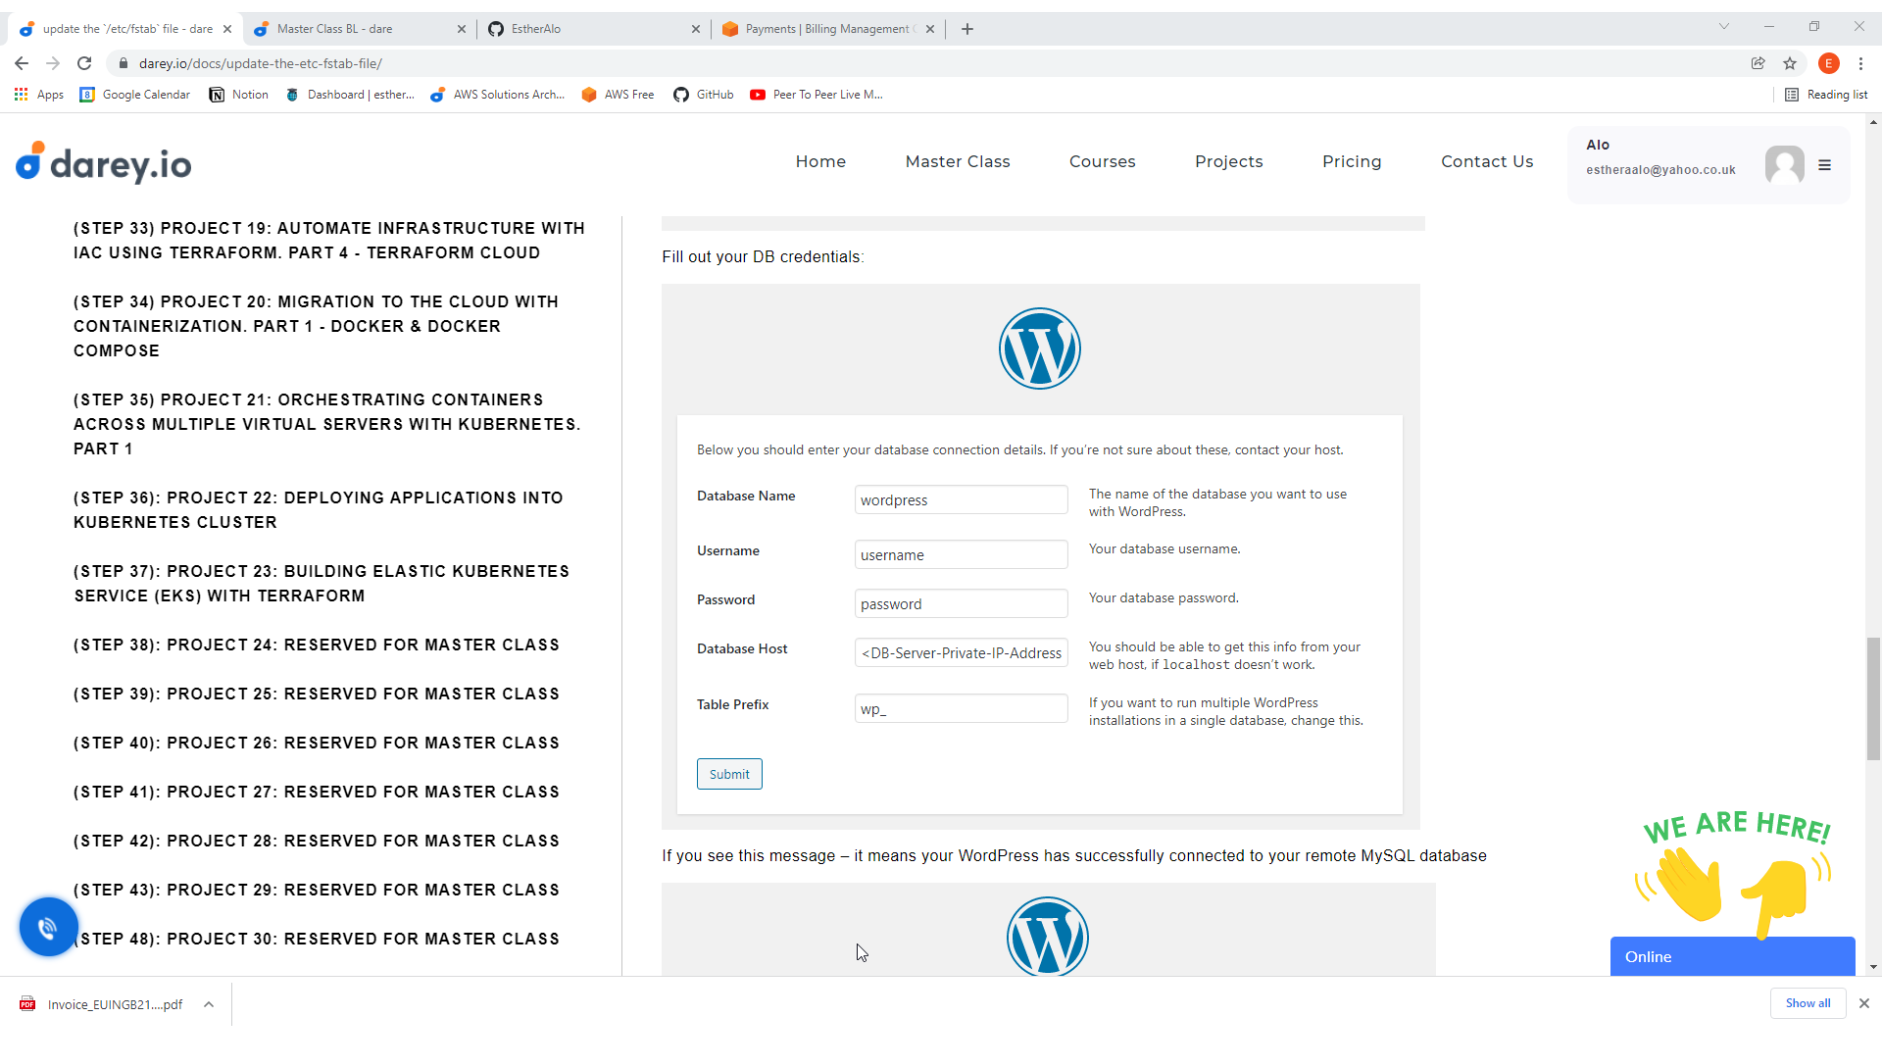 update the `/etc/fstab` file - dare
Master Class BL - dare
EstherAlo
Payments | Billing Management C
darey.io/docs/update-the-etc-fstab-file/
E
Apps
8
Google Calendar
Notion
Dashboard | esther...
AWS Solutions Arch...
AWS Free
GitHub
Peer To Peer Live M...
Reading list
darey.io
Home
Master Class
Courses
Projects
Pricing
Contact Us
Alo
estheraalo@yahoo.co.uk
(STEP 33) PROJECT 19: AUTOMATE INFRASTRUCTURE WITH
IAC USING TERRAFORM. PART 4 - TERRAFORM CLOUD
(STEP 34) PROJECT 20: MIGRATION TO THE CLOUD WITH
CONTAINERIZATION. PART 1 - DOCKER & DOCKER
COMPOSE
(STEP 35) PROJECT 21: ORCHESTRATING CONTAINERS
ACROSS MULTIPLE VIRTUAL SERVERS WITH KUBERNETES.
PART 1
(STEP 36): PROJECT 22: DEPLOYING APPLICATIONS INTO
KUBERNETES CLUSTER
(STEP 37): PROJECT 23: BUILDING ELASTIC KUBERNETES
SERVICE (EKS) WITH TERRAFORM
(STEP 38): PROJECT 24: RESERVED FOR MASTER CLASS
(STEP 39): PROJECT 25: RESERVED FOR MASTER CLASS
(STEP 40): PROJECT 26: RESERVED FOR MASTER CLASS
(STEP 41): PROJECT 27: RESERVED FOR MASTER CLASS
(STEP 42): PROJECT 28: RESERVED FOR MASTER CLASS
(STEP 43): PROJECT 29: RESERVED FOR MASTER CLASS
STEP 48): PROJECT 30: RESERVED FOR MASTER CLASS
Fill out your DB credentials:
Below you should enter your database connection details. If you're not sure about these, contact your host.
Database Name
wordpress
The name of the database you want to use
with WordPress.
Username
username
Your database username.
Password
password
Your database password.
Database Host
<DB-Server-Private-IP-Address
You should be able to get this info from your
web host, if localhost doesn't work.
Table Prefix
wp_
If you want to run multiple WordPress
installations in a single database, change this.
Submit
If you see this message – it means your WordPress has successfully connected to your remote MySQL database
WE ARE HERE!
Online
PDF
Invoice_EUINGB21....pdf
Show all